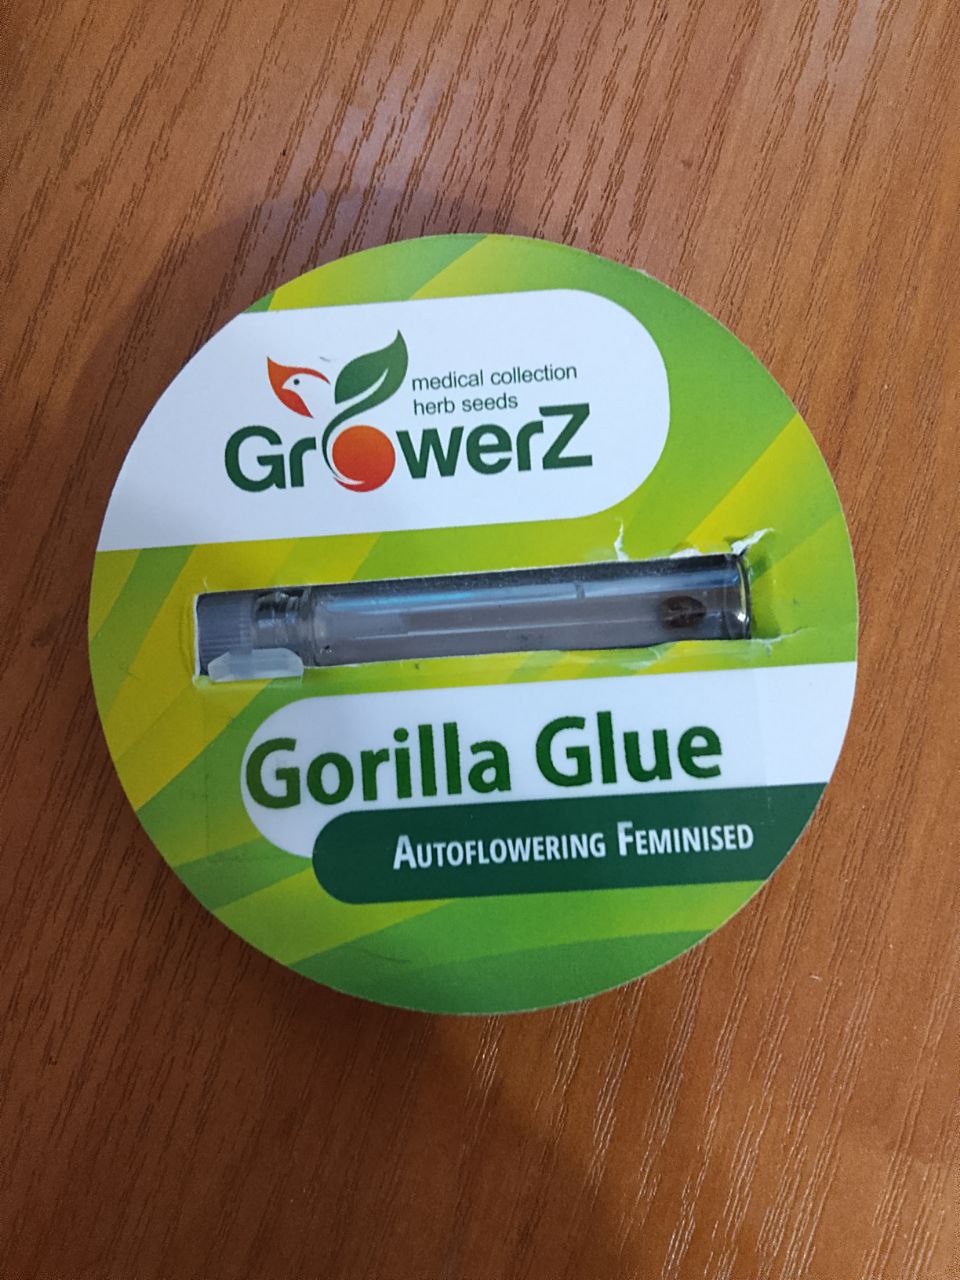 medical collection
herb seeds
GrowerZ
Gorilla Glue
AUTOFLOWERING FEMINISED